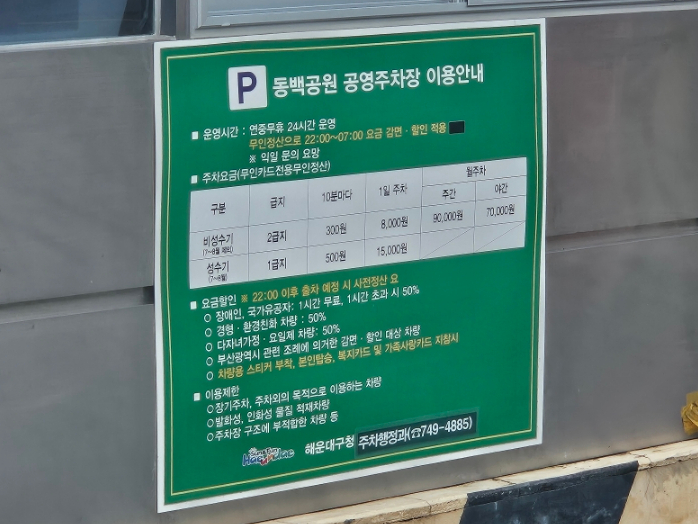 P 동백공원 공영주차장 이용안내
■ 운영시간 : 연중무휴 24시간 운영
무인정산으로 22:00~07:00 요금 감면 · 할인 적용
※ 익일 문의 요망
■ 주차요금(무인카드전용무인정산)
구분 급지 10분마다 1일 주차 월주차
주간 야간
비성수기 2급지 300원 8,000원 90,000원 70,000원
(7~8월 제외)
성수기 1급지 500원 15,000원
(7~8월)
■ 요금할인 ※ 22:00 이후 출차 예정 시 사전정산 요
○ 장애인, 국가유공자: 1시간 무료, 1시간 초과 시 50%
○ 경형 · 환경친화 차량 : 50%
○ 다자녀가정 · 요일제 차량: 50%
○ 부산광역시 관련 조례에 의거한 감면 · 할인 대상 차량
○ 차량용 스티커 부착, 본인탑승, 복지카드 및 가족사랑카드 지참시
■ 이용제한
○장기주차, 주차외의 목적으로 이용하는 차량
○발화성, 인화성 물질 적재차량
○주차장 구조에 부적합한 차량 등
해운대구청 주차행정과(☎749-4885)